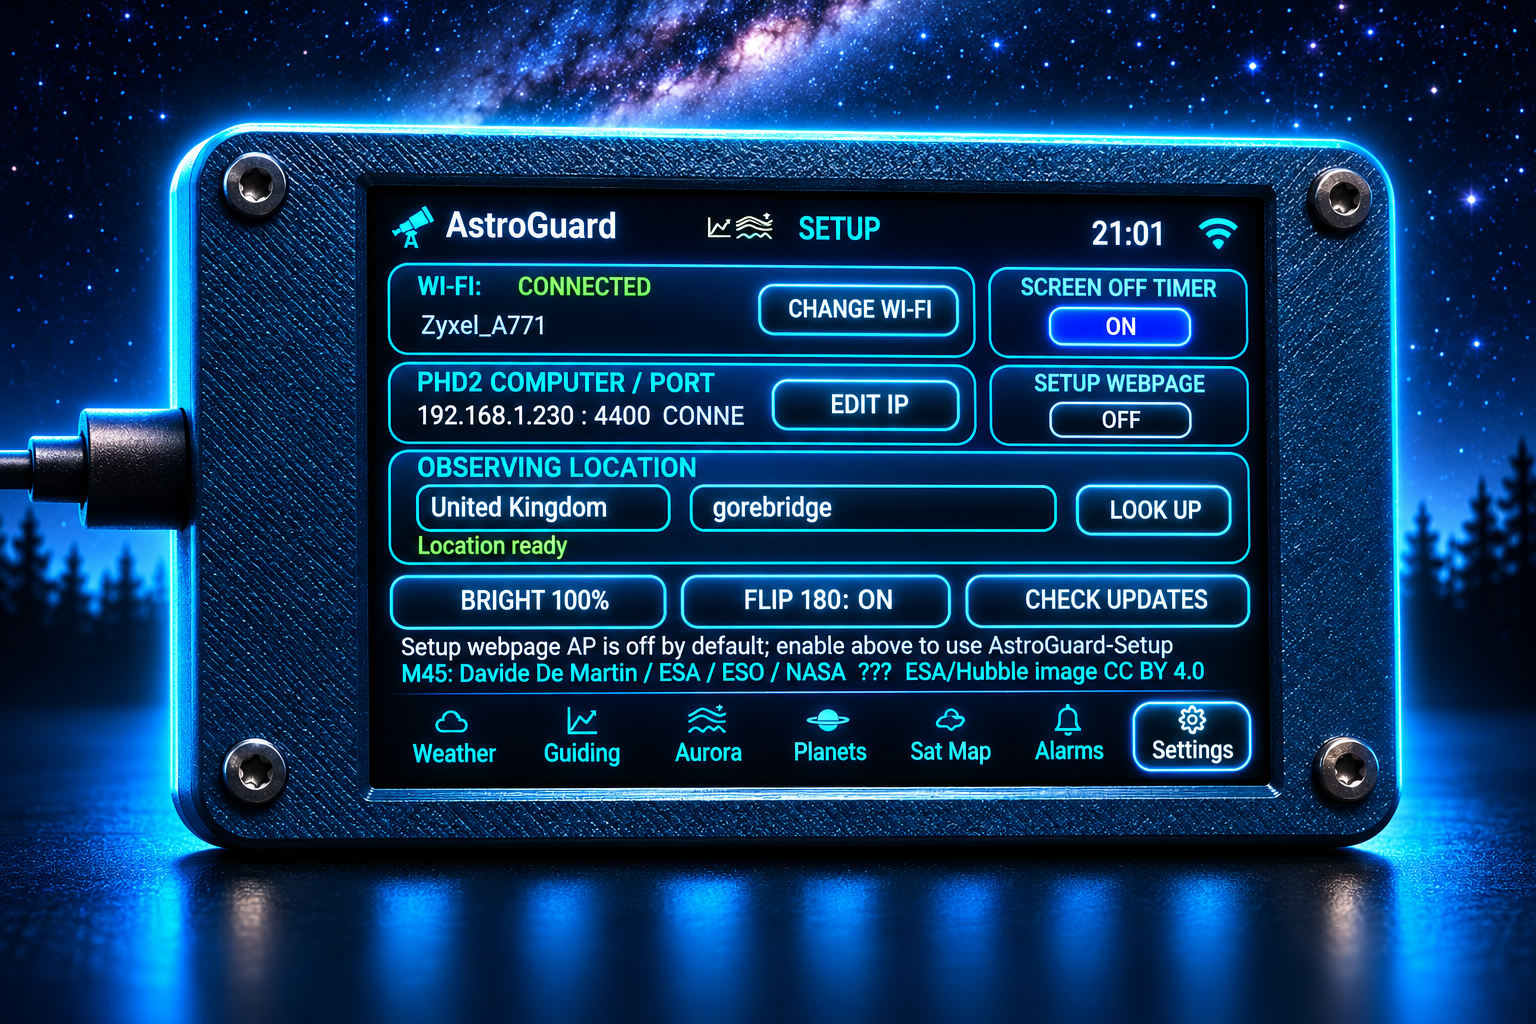 AstroGuard SETUP 21:01
WI-FI: CONNECTED
Zyxel_A771
CHANGE WI-FI
SCREEN OFF TIMER
ON
PHD2 COMPUTER / PORT
192.168.1.230 : 4400 CONNE
EDIT IP
SETUP WEBPAGE
OFF
OBSERVING LOCATION
United Kingdom gorebridge LOOK UP
Location ready
BRIGHT 100% FLIP 180: ON CHECK UPDATES
Setup webpage AP is off by default; enable above to use AstroGuard-Setup
M45: Davide De Martin / ESA / ESO / NASA ??? ESA/Hubble image CC BY 4.0
Weather Guiding Aurora Planets Sat Map Alarms Settings